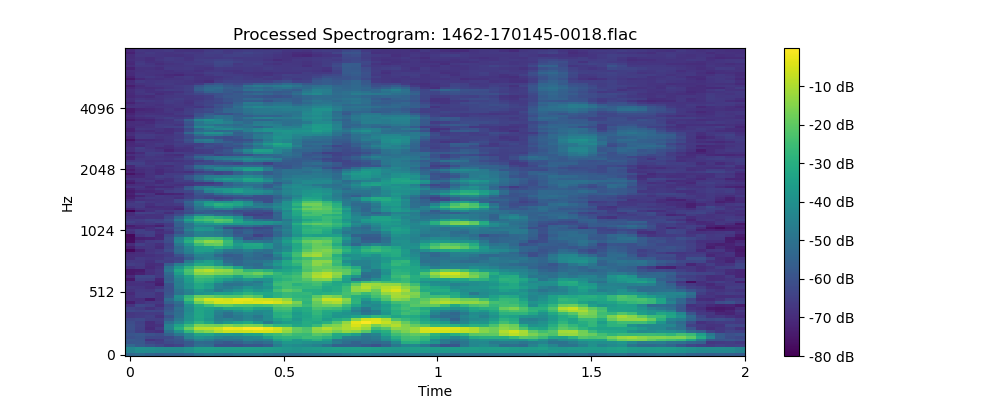 Processed Spectrogram: 1462-170145-0018.flac
Hz
4096
2048
1024
512
0
0
0.5
1
1.5
2
Time
-10 dB
-20 dB
-30 dB
-40 dB
-50 dB
-60 dB
-70 dB
-80 dB